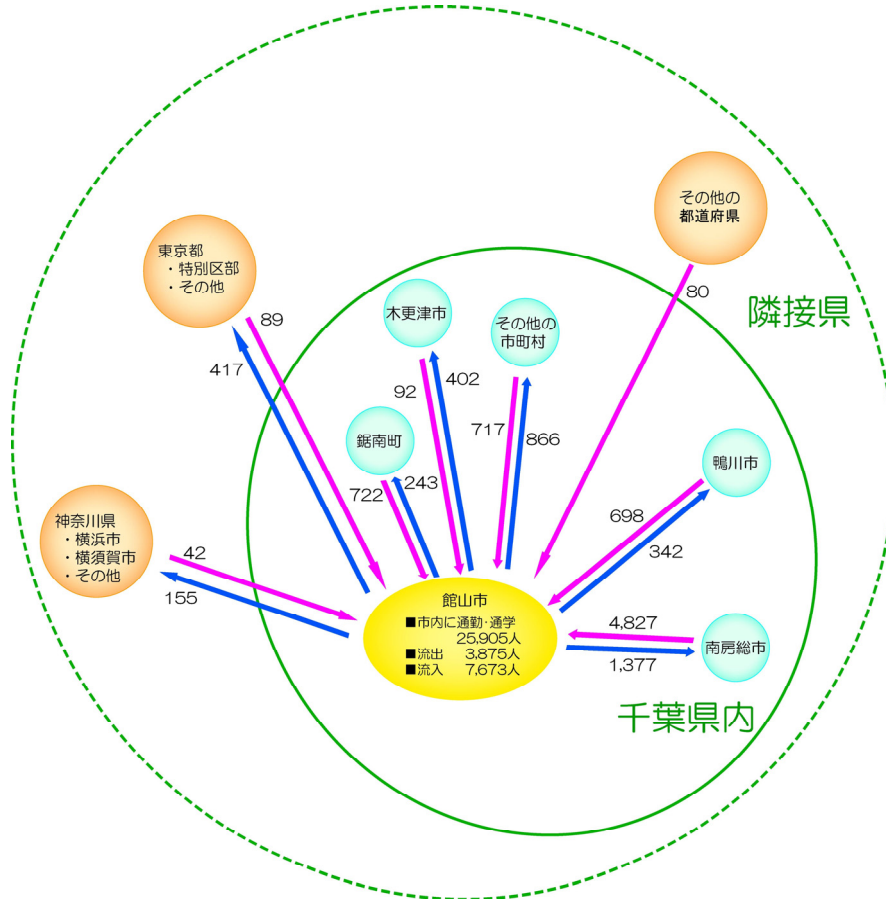 その他の
都道府県
80
隣接県
東京都
・特別区部
・その他
89
417
木更津市
92
402
その他の
市町村
717
866
鋸南町
722
243
鴨川市
698
342
神奈川県
・横浜市
・横須賀市
・その他
42
155
館山市
■市内に通勤・通学
25,905人
■流出 3,875人
■流入 7,673人
4,827
1,377
南房総市
千葉県内